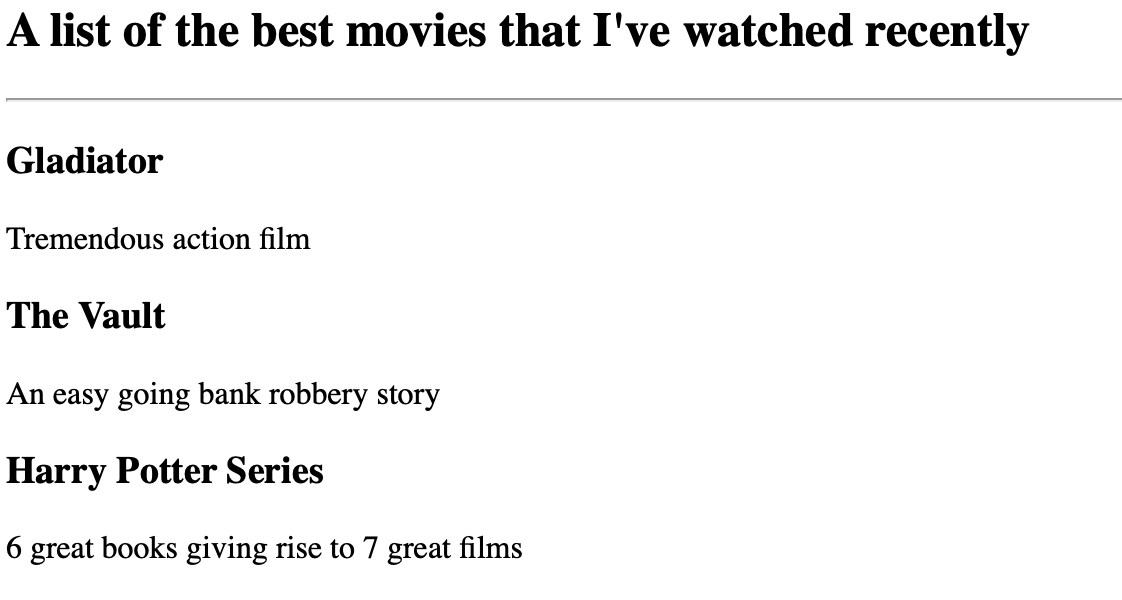 A list of the best movies that I've watched recently
Gladiator
Tremendous action film
The Vault
An easy going bank robbery story
Harry Potter Series
6 great books giving rise to 7 great films